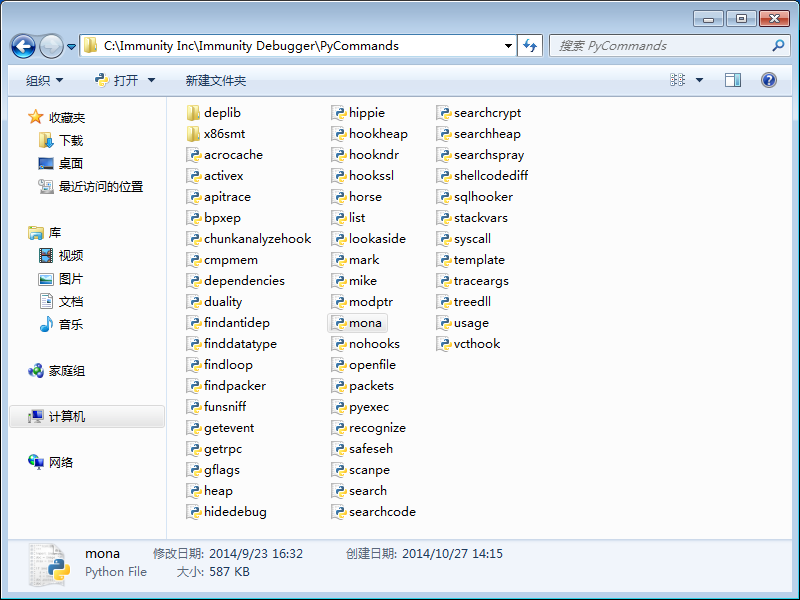 C:\Immunity Inc\Immunity Debugger\PyCommands
搜索 PyCommands
组织 打开 新建文件夹
收藏夹
下载
桌面
最近访问的位置
库
视频
图片
文档
音乐
家庭组
计算机
网络
deplib
x86smt
acrocache
activex
apitrace
bpxep
chunkanalyzehook
cmpmem
dependencies
duality
findantidep
finddatatype
findloop
findpacker
funsniff
getevent
getrpc
gflags
heap
hidedebug
hippie
hookheap
hookndr
hookssl
horse
list
lookaside
mark
mike
modptr
mona
nohooks
openfile
packets
pyexec
recognize
safeseh
scanpe
search
searchcode
searchcrypt
searchheap
searchspray
shellcodediff
sqlhooker
stackvars
syscall
template
traceargs
treedll
usage
vcthook
mona 修改日期: 2014/9/23 16:32 创建日期: 2014/10/27 14:15
Python File 大小: 587 KB